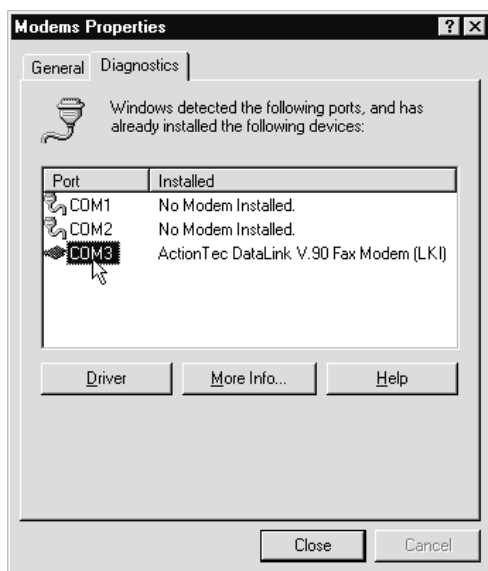 Modems Properties
General Diagnostics
Windows detected the following ports, and has
already installed the following devices:
Port Installed
COM1 No Modem Installed.
COM2 No Modem Installed.
COM3 ActionTec DataLink V.90 Fax Modem (LKI)
Driver More Info... Help
Close Cancel